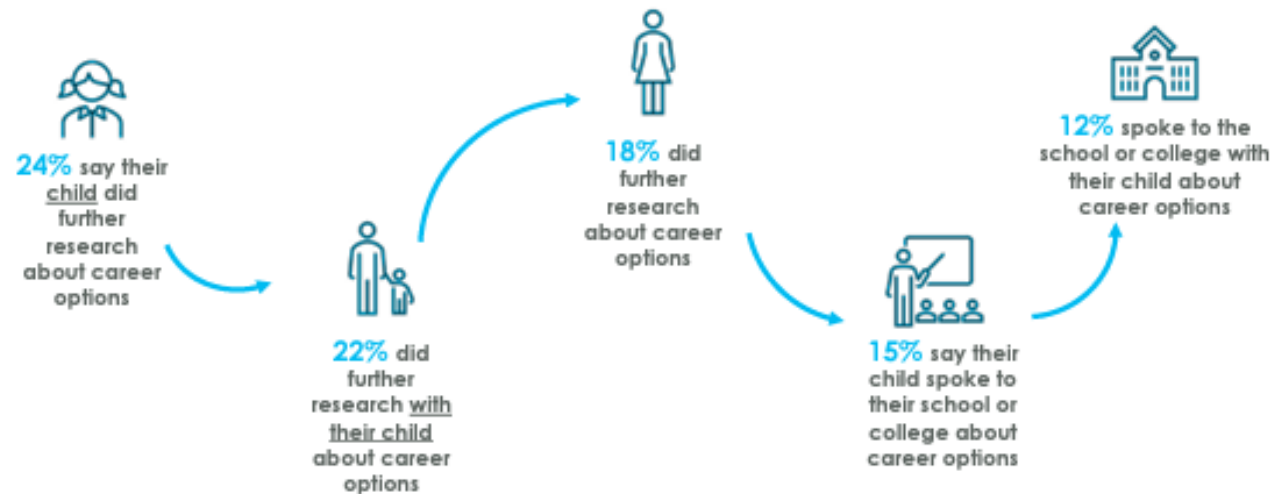 24% say their
child did
further
research
about career
options
22% did
further
research with
their child
about career
options
18% did
further
research
about career
options
15% say their
child spoke to
their school or
college about
career options
12% spoke to the
school or college with
their child about
career options